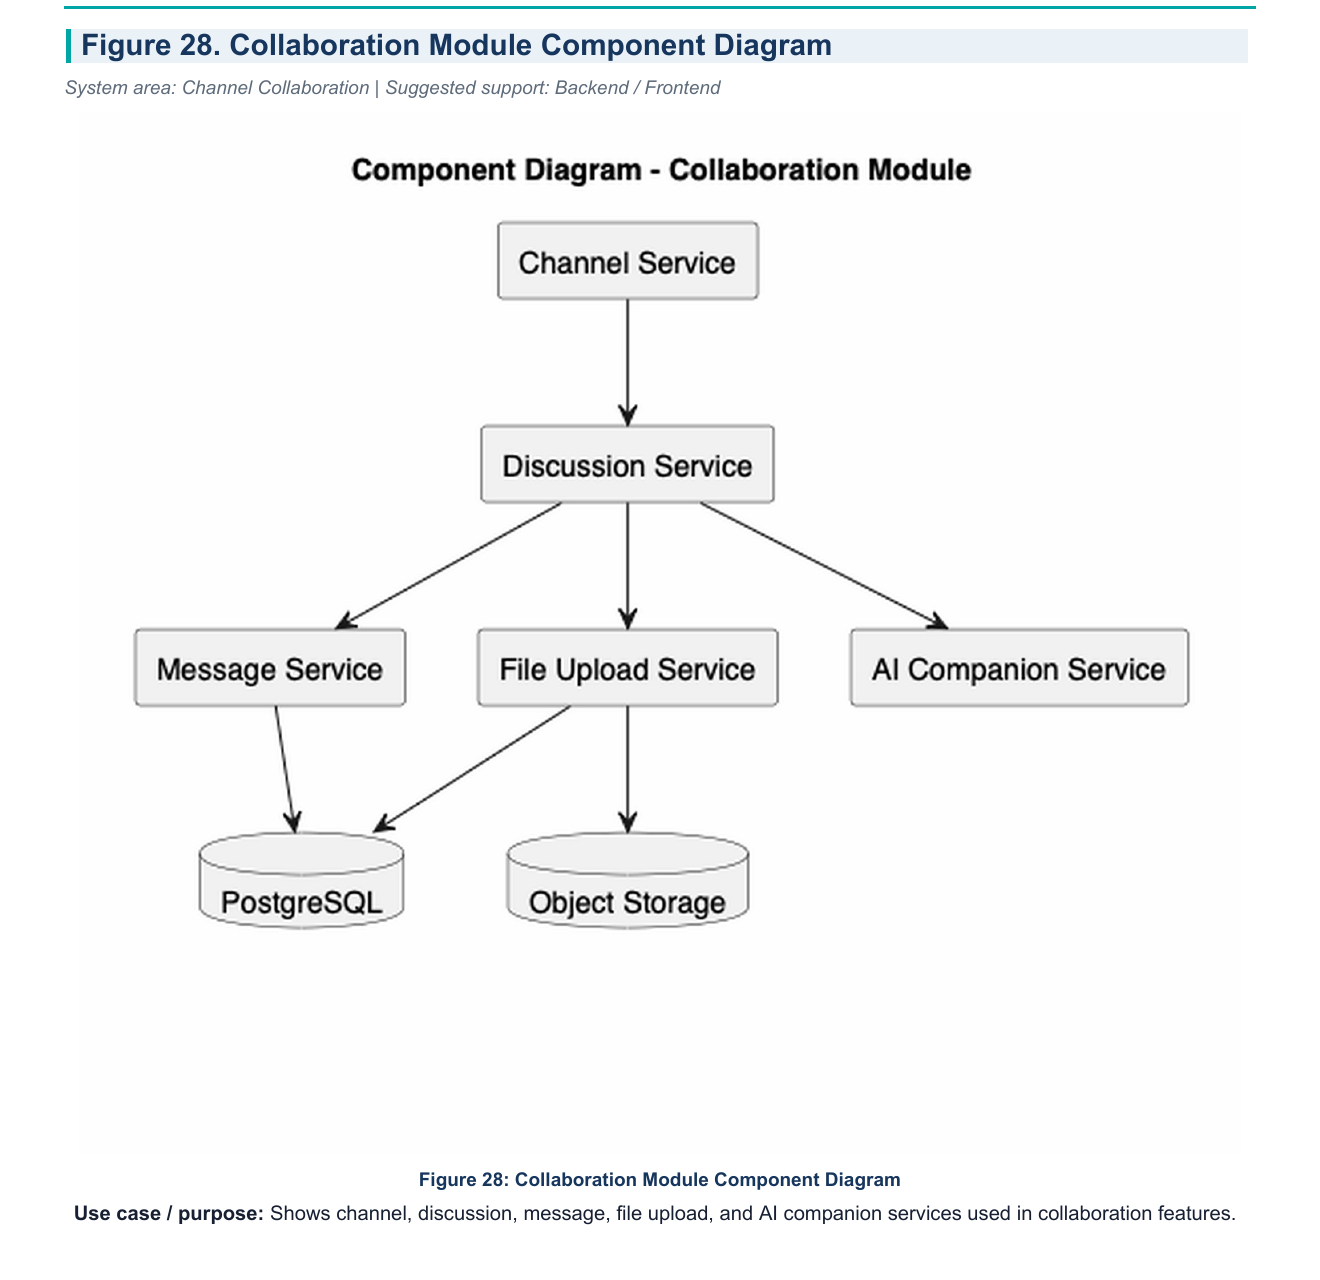 Figure 28. Collaboration Module Component Diagram
System area: Channel Collaboration | Suggested support: Backend / Frontend
Component Diagram - Collaboration Module
Channel Service
Discussion Service
Message Service
File Upload Service
AI Companion Service
PostgreSQL
Object Storage
Figure 28: Collaboration Module Component Diagram
Use case / purpose: Shows channel, discussion, message, file upload, and AI companion services used in collaboration features.